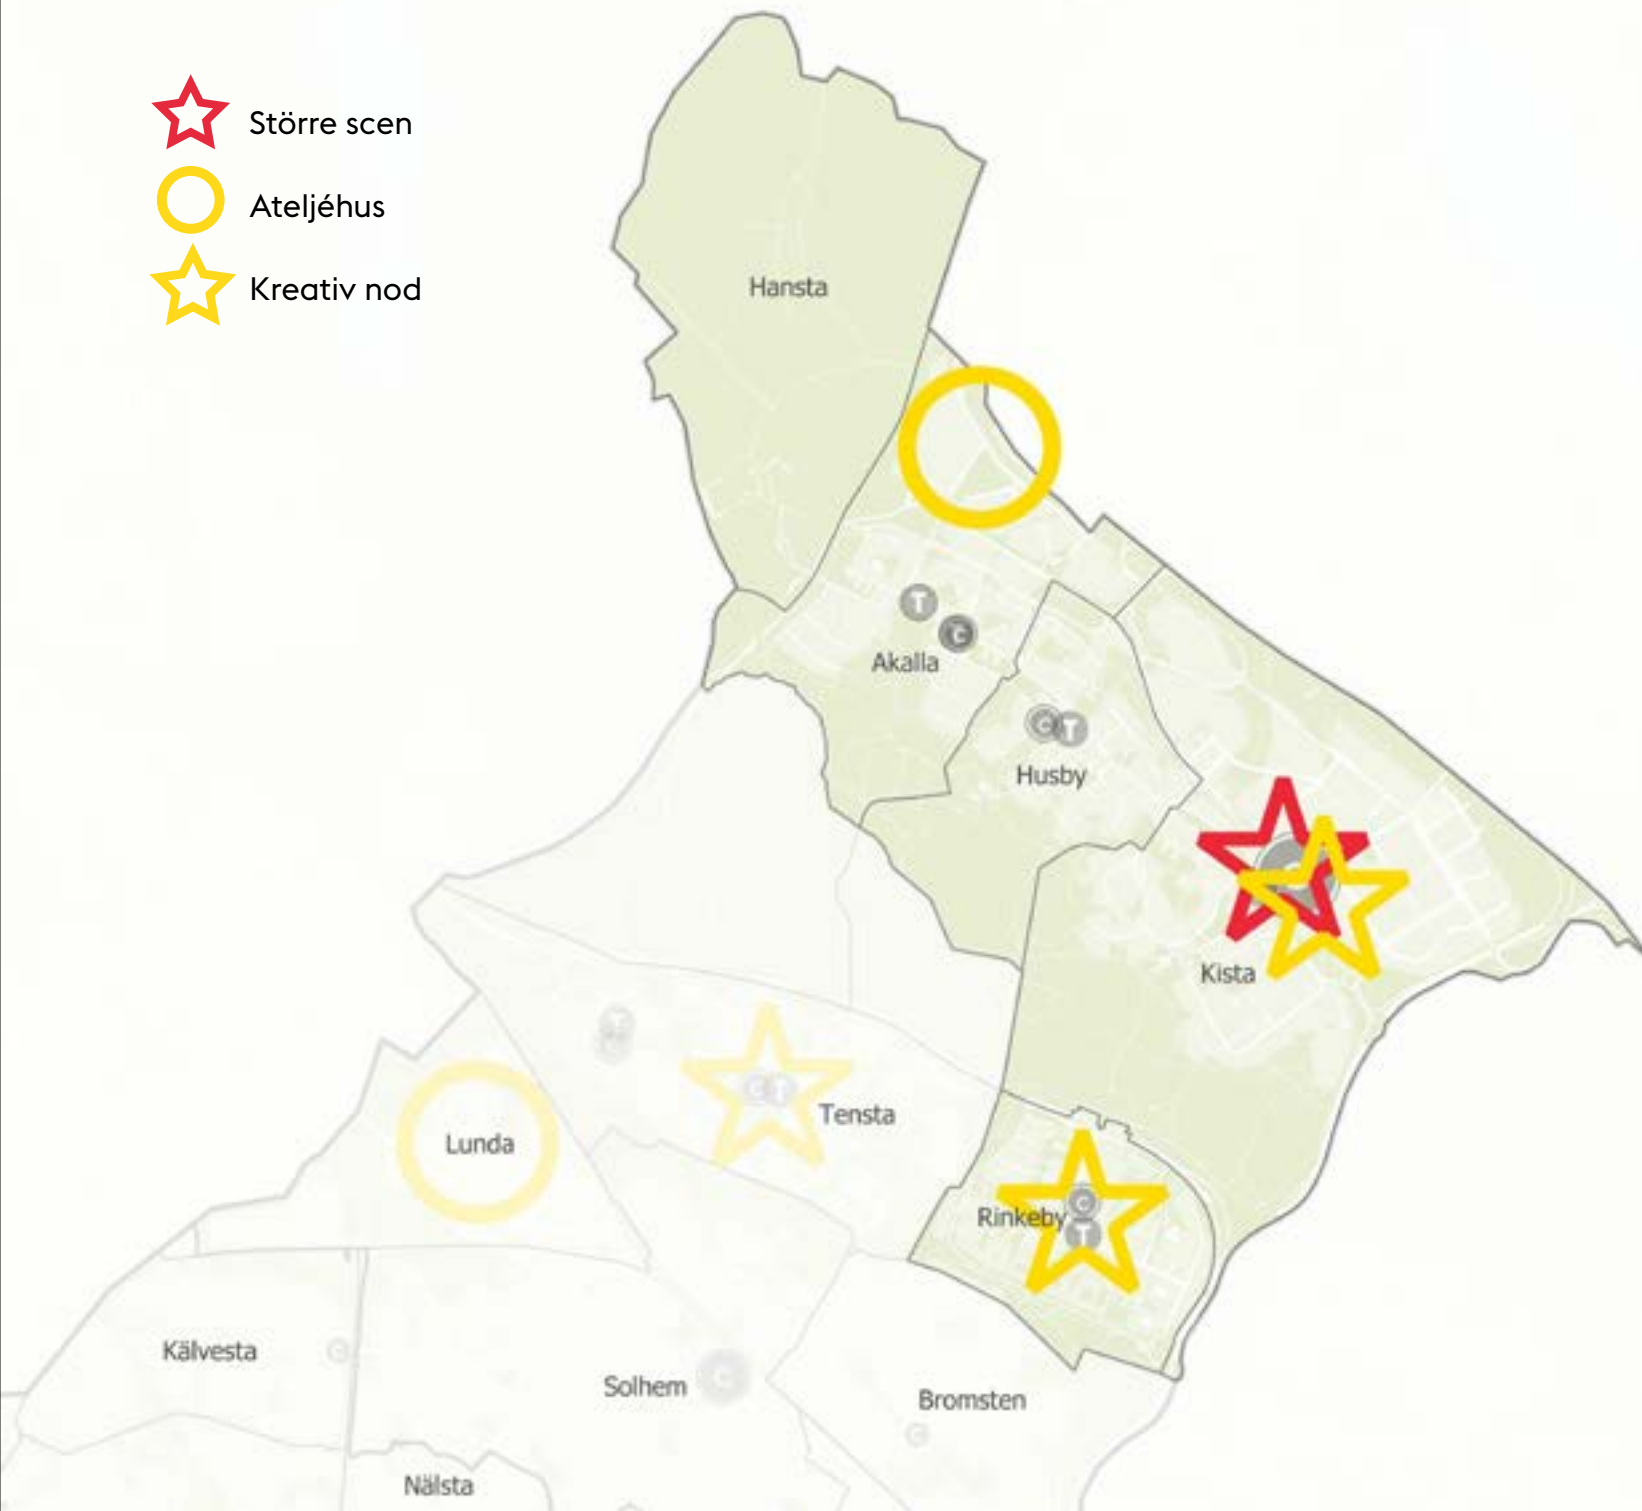 Större scen
Ateljéhus
Kreativ nod
Hansta
T
C
Akalla
C T
Husby
Kista
T
C
C T
Tensta
Lunda
C
Rinkeby
T
Kälvesta
C
Solhem
C
Bromsten
C
Nälsta